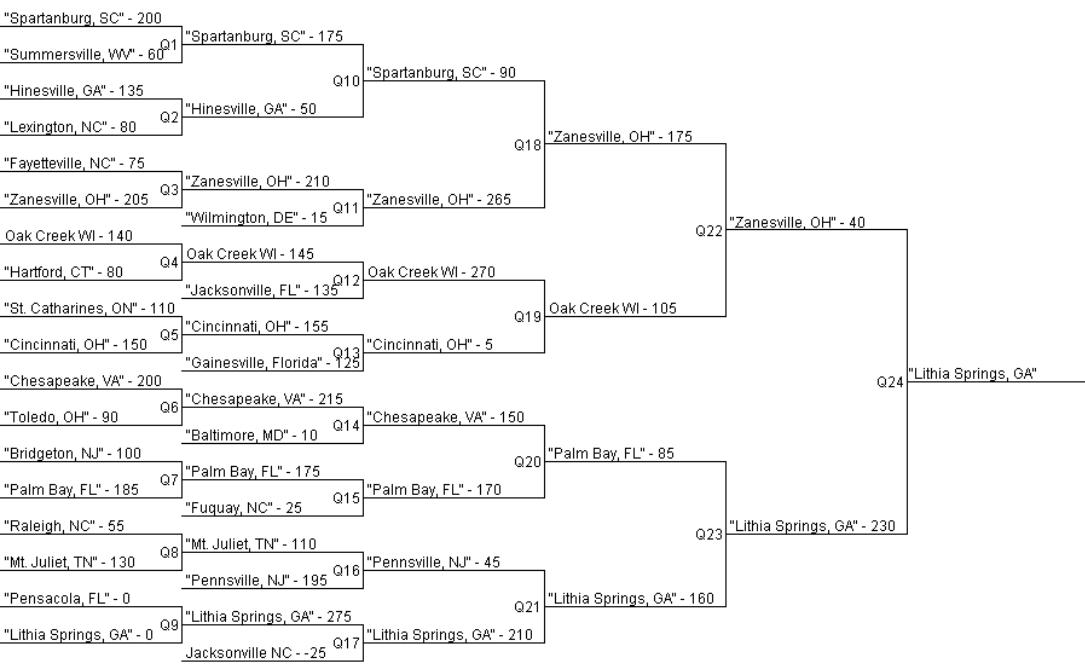 "Spartanburg, SC" - 200
"Summersville, WV" - 60
Q1
"Hinesville, GA" - 135
"Lexington, NC" - 80
Q2
"Fayetteville, NC" - 75
"Zanesville, OH" - 205
Q3
Oak Creek WI - 140
"Hartford, CT" - 80
Q4
"St. Catharines, ON" - 110
"Cincinnati, OH" - 150
Q5
"Chesapeake, VA" - 200
"Toledo, OH" - 90
Q6
"Bridgeton, NJ" - 100
"Palm Bay, FL" - 185
Q7
"Raleigh, NC" - 55
"Mt. Juliet, TN" - 130
Q8
"Pensacola, FL" - 0
"Lithia Springs, GA" - 0
Q9
"Spartanburg, SC" - 175
"Hinesville, GA" - 50
Q10
"Zanesville, OH" - 210
"Wilmington, DE" - 15
Q11
Oak Creek WI - 145
"Jacksonville, FL" - 135
Q12
"Cincinnati, OH" - 155
"Gainesville, Florida" - 125
Q13
"Chesapeake, VA" - 215
"Baltimore, MD" - 10
Q14
"Palm Bay, FL" - 175
"Fuquay, NC" - 25
Q15
"Mt. Juliet, TN" - 110
"Pennsville, NJ" - 195
Q16
"Lithia Springs, GA" - 275
Jacksonville NC - -25
Q17
"Spartanburg, SC" - 90
"Zanesville, OH" - 265
Q18
Oak Creek WI - 270
"Cincinnati, OH" - 5
Q19
"Chesapeake, VA" - 150
"Palm Bay, FL" - 170
Q20
"Pennsville, NJ" - 45
"Lithia Springs, GA" - 210
Q21
"Zanesville, OH" - 175
Oak Creek WI - 105
Q22
"Palm Bay, FL" - 85
"Lithia Springs, GA" - 160
Q23
"Zanesville, OH" - 40
"Lithia Springs, GA" - 230
Q24
"Lithia Springs, GA"